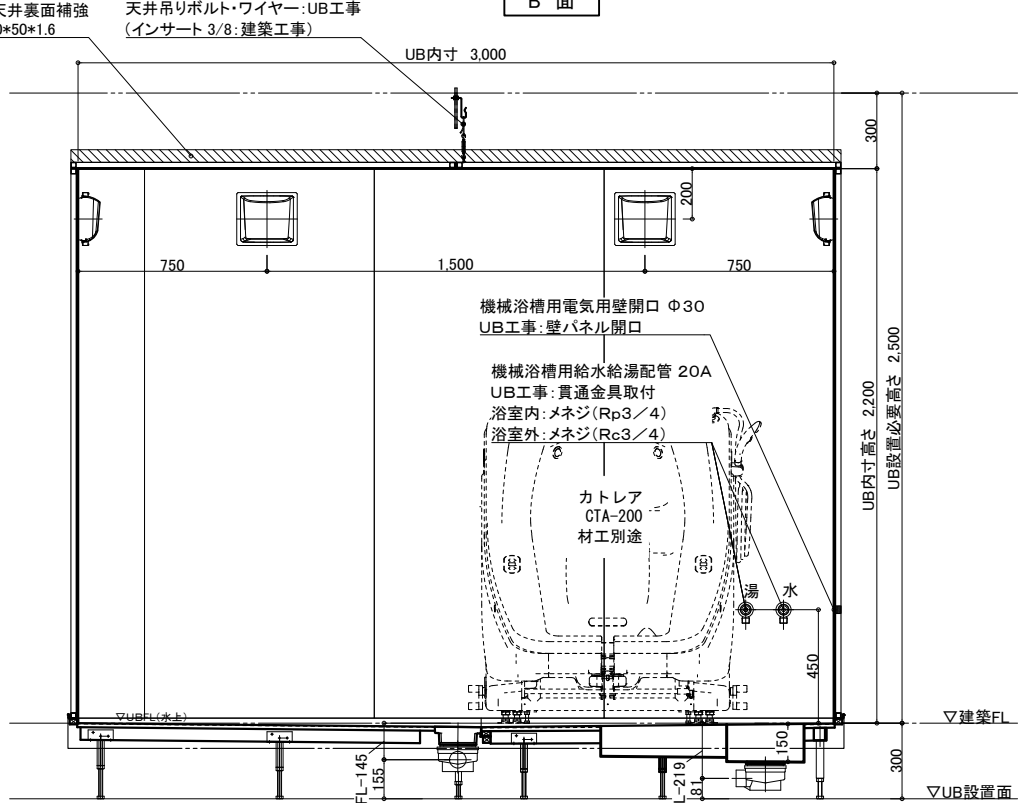 天井裏面補強
*50*1.6
天井吊りボルト・ワイヤー:UB工事
(インサート 3/8:建築工事)
B 面
UB内寸 3,000
300
200
750
1,500
750
機械浴槽用電気用壁開口 Φ30
UB工事:壁パネル開口
機械浴槽用給水給湯配管 20A
UB工事:貫通金具取付
浴室内:メネジ(Rp3/4)
浴室外:メネジ(Rc3/4)
UB内寸高さ 2,200
UB設置必要高さ 2,500
カトレア
CTA-200
材工別途
湯
水
450
▽UBFL(水上)
▽建築FL
FL-145
155
L-219
81
150
300
▽UB設置面